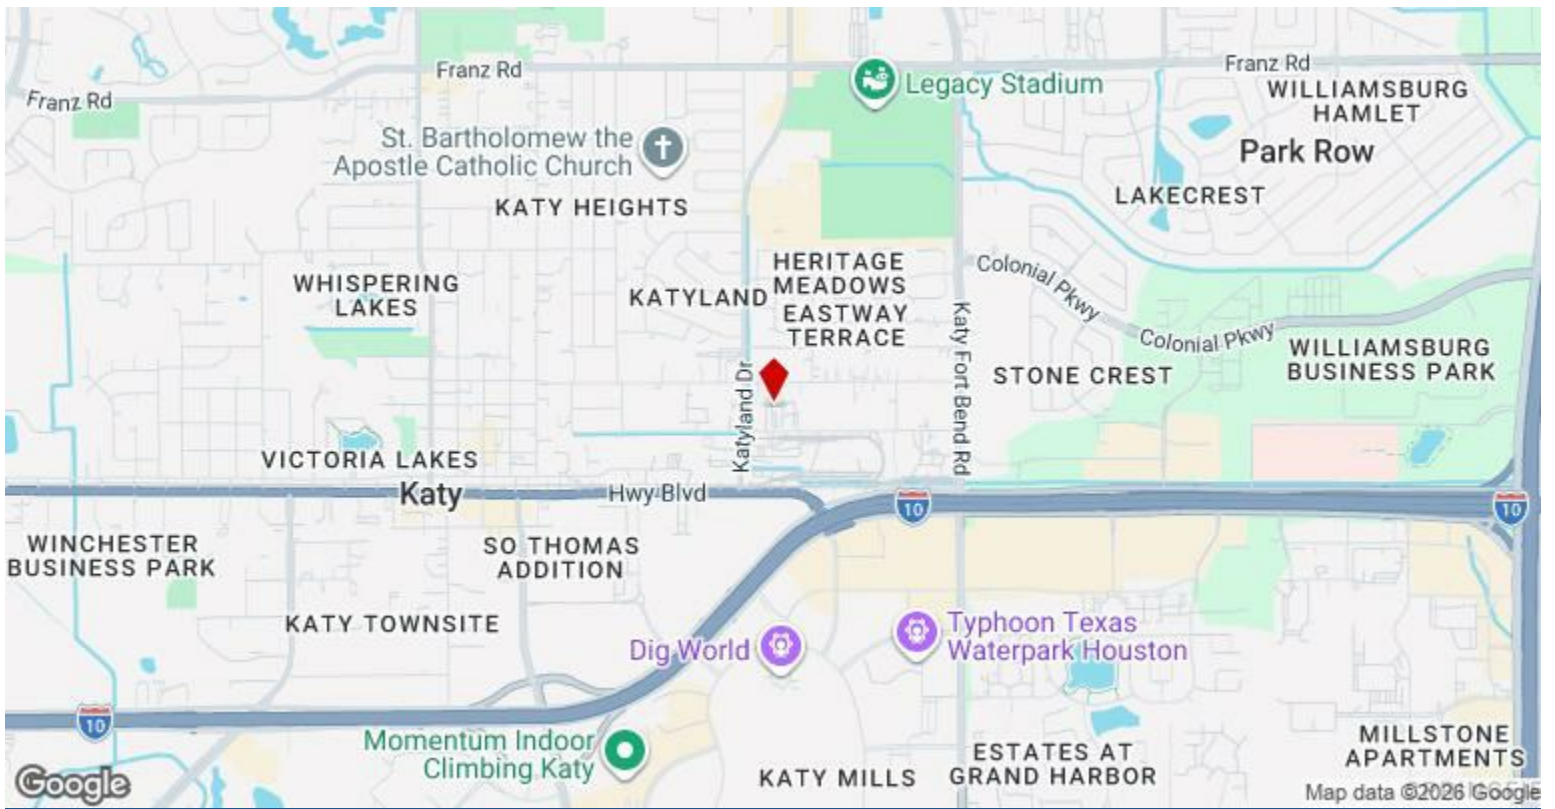 Franz Rd
Franz Rd
Franz Rd
Legacy Stadium
WILLIAMSBURG
HAMLET
St. Bartholomew the
Apostle Catholic Church
Park Row
KATY HEIGHTS
LAKECREST
HERITAGE
MEADOWS
Colonial Pkwy
WHISPERING
LAKES
KATYLAND
EASTWAY
TERRACE
Katy Fort Bend Rd
Colonial Pkwy
WILLIAMSBURG
BUSINESS PARK
STONE CREST
Katyland Dr
VICTORIA LAKES
Katy
Hwy Blvd
10
10
WINCHESTER
BUSINESS PARK
SO THOMAS
ADDITION
KATY TOWNSITE
Dig World
Typhoon Texas
Waterpark Houston
10
Momentum Indoor
Climbing Katy
KATY MILLS
ESTATES AT
GRAND HARBOR
MILLSTONE
APARTMENTS
Google
Map data ©2026 Google